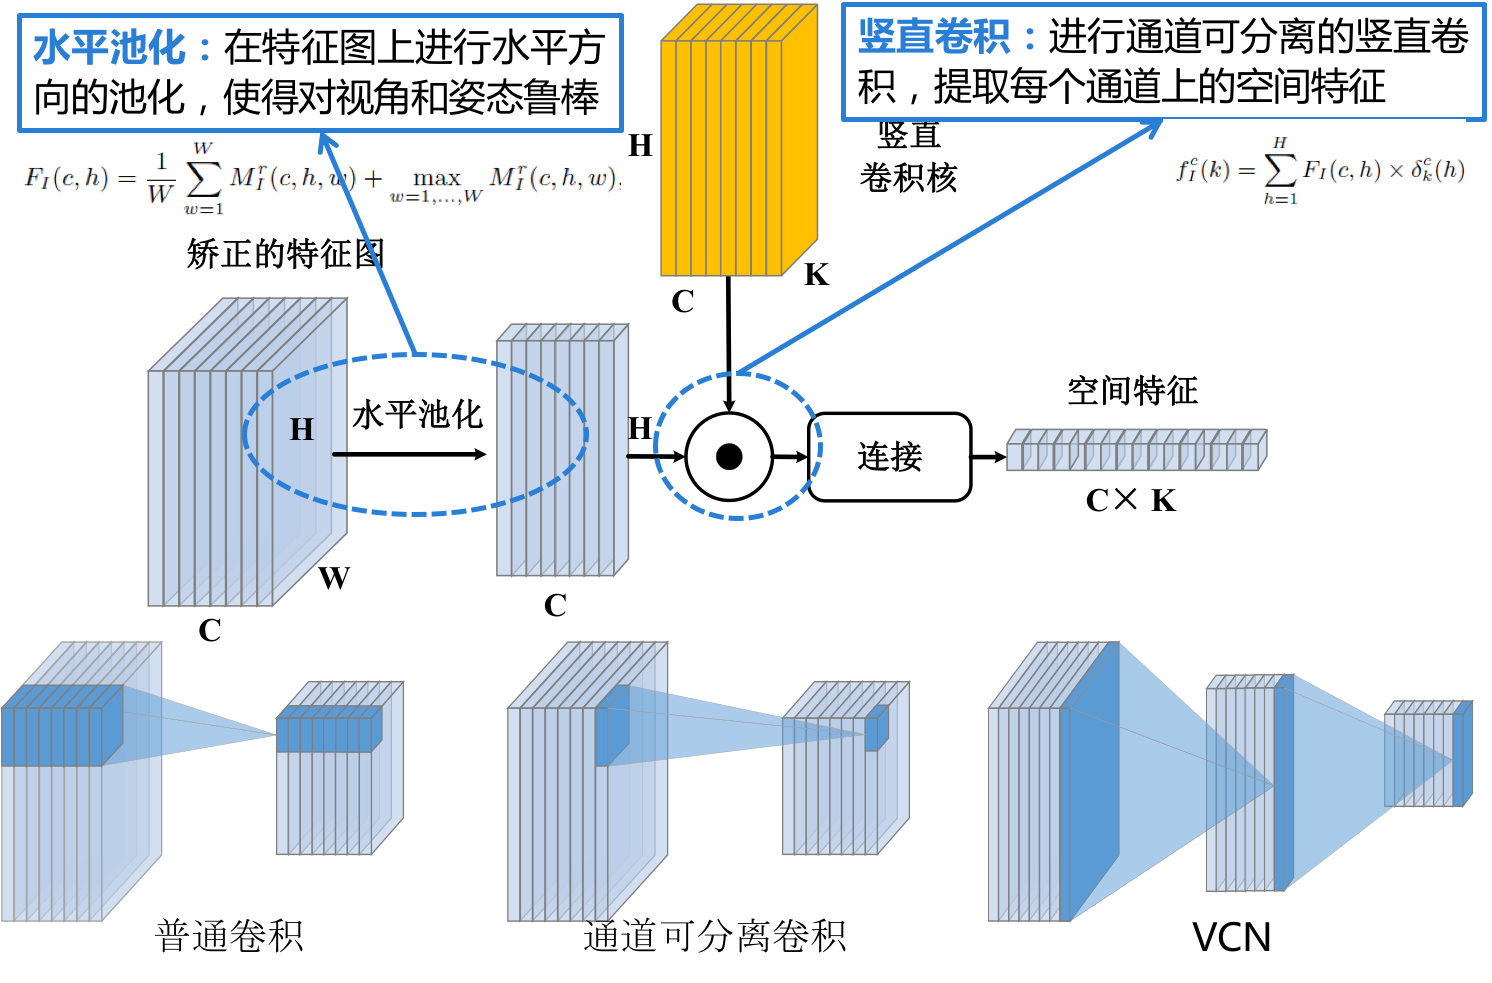 水平池化：在特征图上进行水平方
向的池化，使得对视角和姿态鲁棒
竖直卷积：进行通道可分离的竖直卷
积，提取每个通道上的空间特征
F_I(c, h) = \frac{1}{W} \sum_{w=1}^{W} M_I^r(c, h, w) + \max_{w=1,...,W} M_I^r(c, h, w),
H
竖直
卷积核
f_I^c(k) = \sum_{h=1}^{H} F_I(c, h) × δ_k^c(h)
矫正的特征图
K
C
H
水平池化
H
连接
空间特征
C× K
W
C
C
普通卷积
通道可分离卷积
VCN